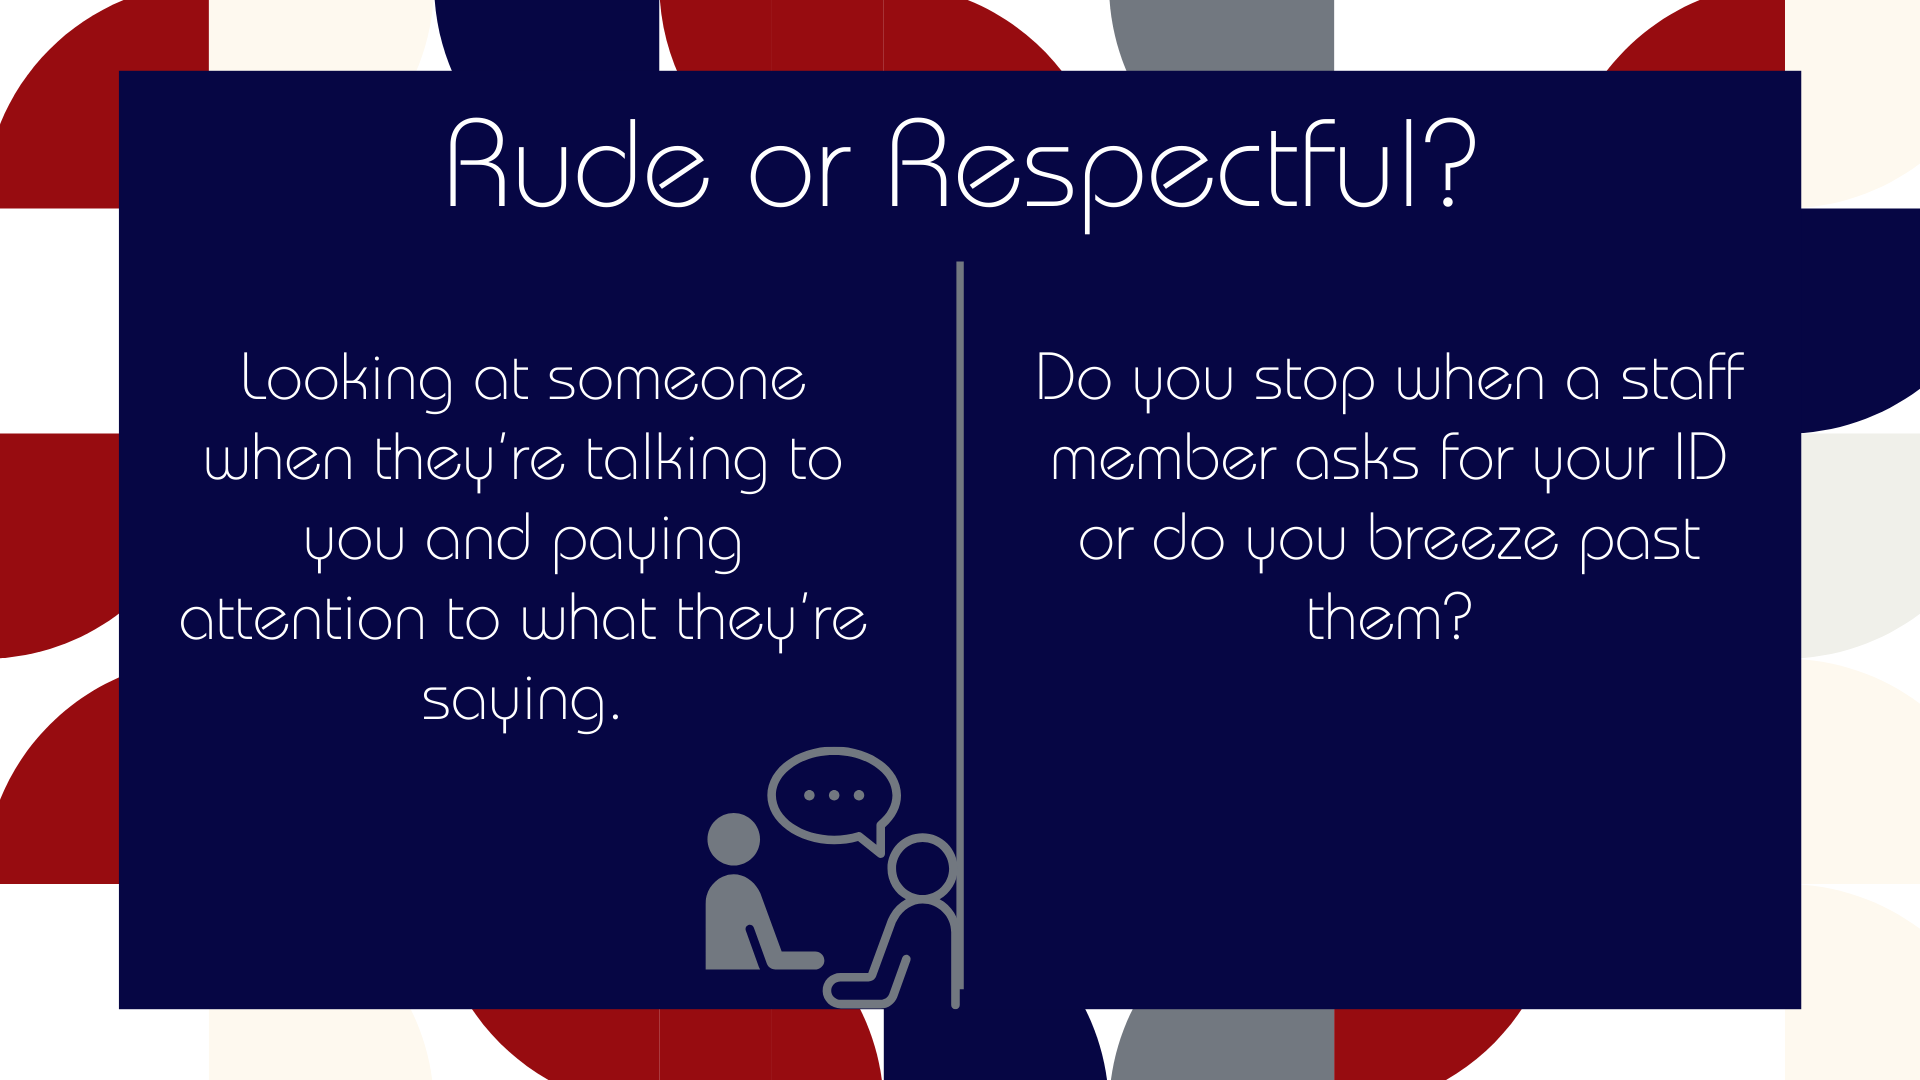 Rude or Respectful?
Looking at someone
when they're talking to
you and paying
attention to what they're
saying.
Do you stop when a staff
member asks for your ID
or do you breeze past
them?